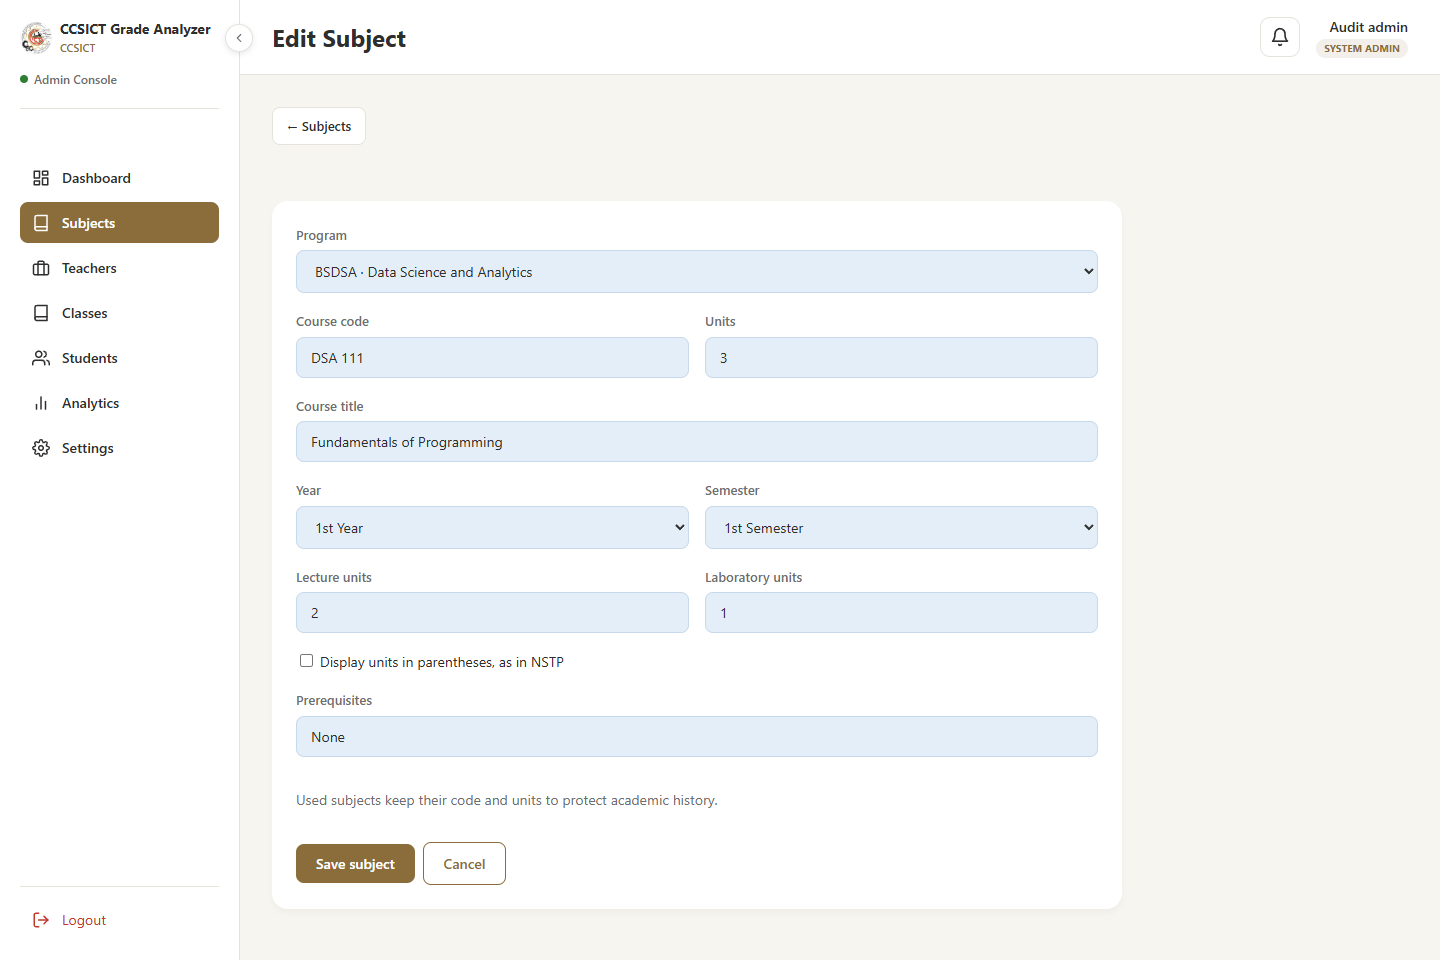 CCSICT Grade Analyzer
CCSICT
Admin Console
Dashboard
Subjects
Teachers
Classes
Students
Analytics
Settings
Logout
Edit Subject
Audit admin
SYSTEM ADMIN
← Subjects
Program
BSDSA · Data Science and Analytics
Course code
Units
DSA 111
3
Course title
Fundamentals of Programming
Year
Semester
1st Year
1st Semester
Lecture units
Laboratory units
2
1
Display units in parentheses, as in NSTP
Prerequisites
None
Used subjects keep their code and units to protect academic history.
Save subject
Cancel